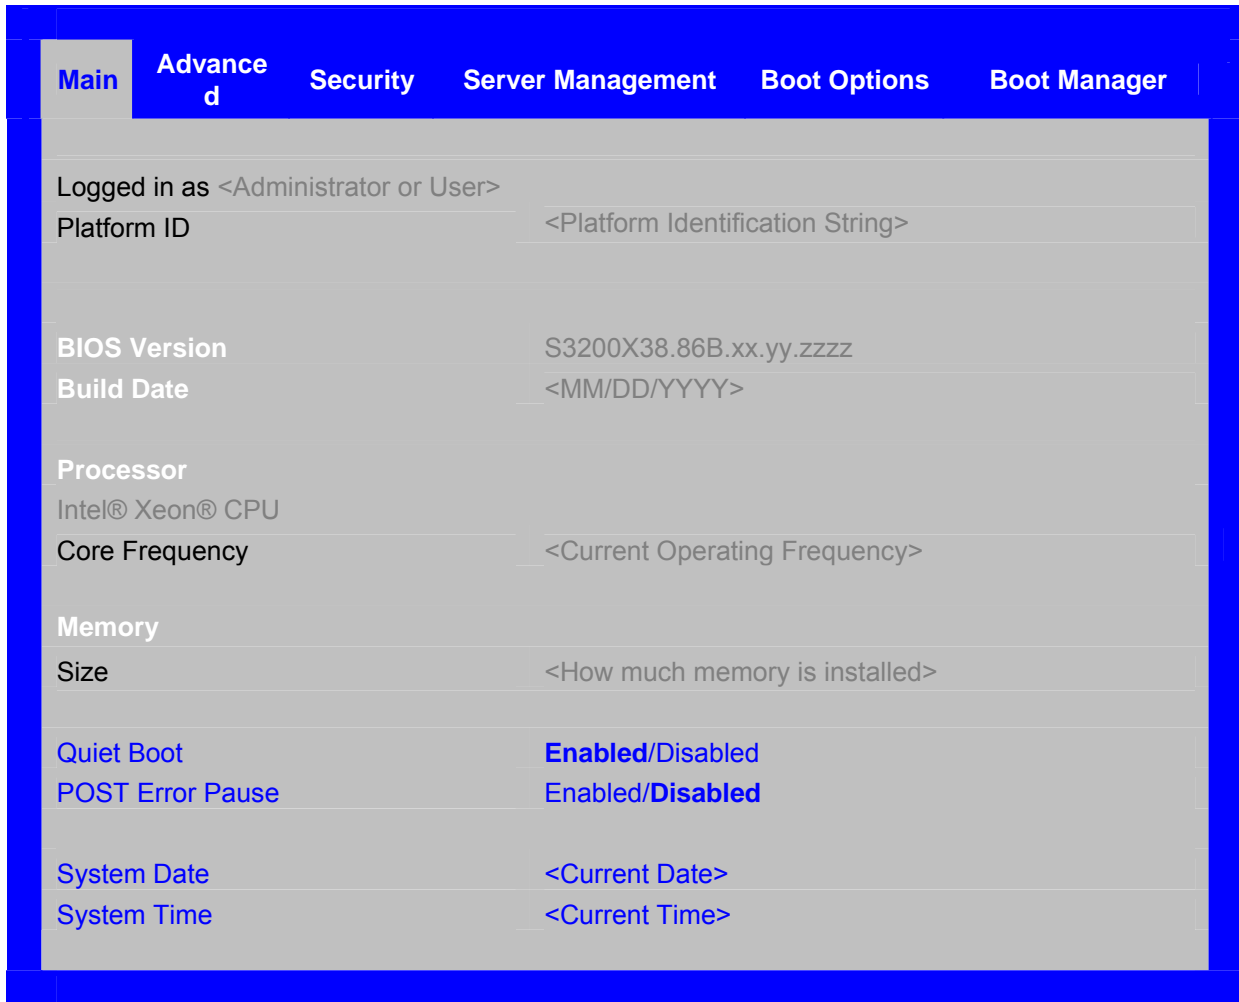 Main Advance
d Security Server Management Boot Options Boot Manager
Logged in as <Administrator or User>
Platform ID <Platform Identification String>
BIOS Version S3200X38.86B.xx.yy.zzzz
Build Date <MM/DD/YYYY>
Processor
Intel® Xeon® CPU
Core Frequency <Current Operating Frequency>
Memory
Size <How much memory is installed>
Quiet Boot Enabled/Disabled
POST Error Pause Enabled/Disabled
System Date <Current Date>
System Time <Current Time>